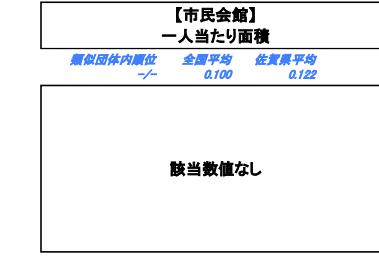 【市民会館】
一人当たり面積
類似団体内順位 全国平均 佐賀県平均
-/- 0.100 0.122
該当数値なし